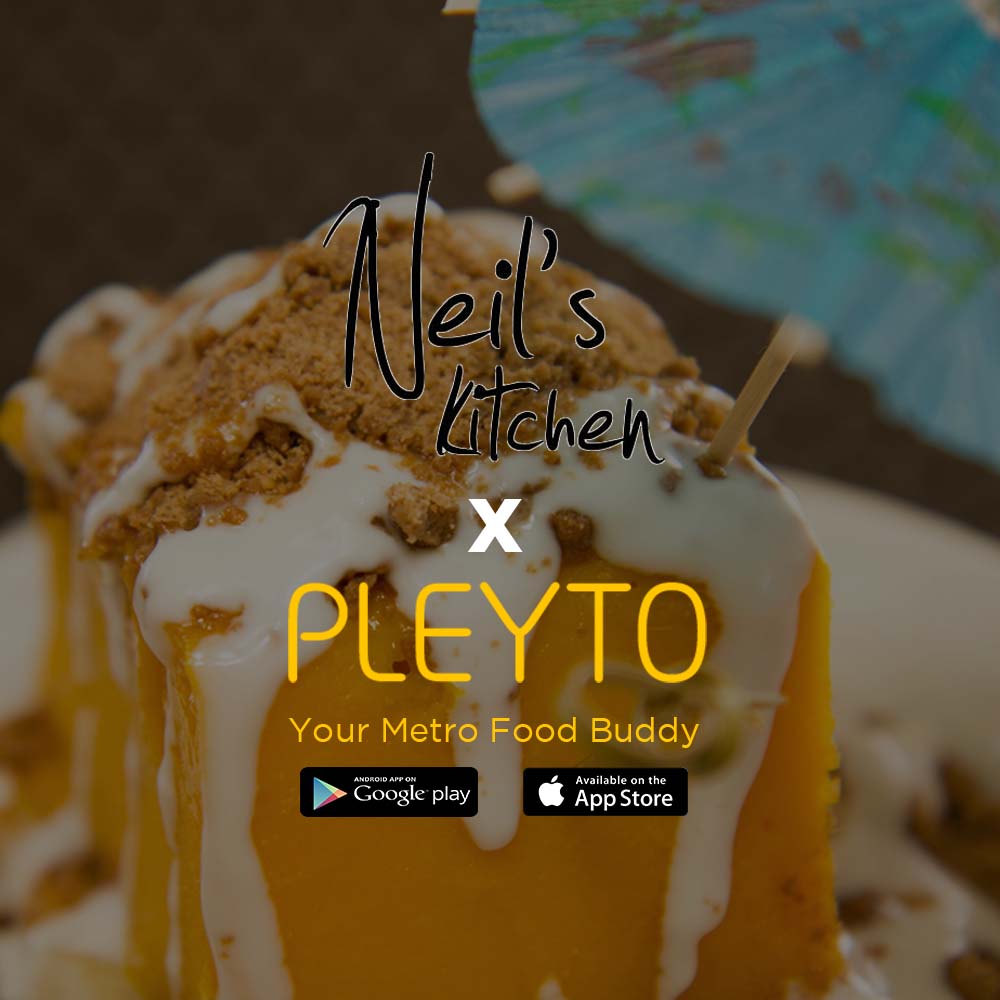 Neil's
Kitchen
x
PLEYTO
Your Metro Food Buddy
ANDROID APP ON
Google play
Available on the
App Store